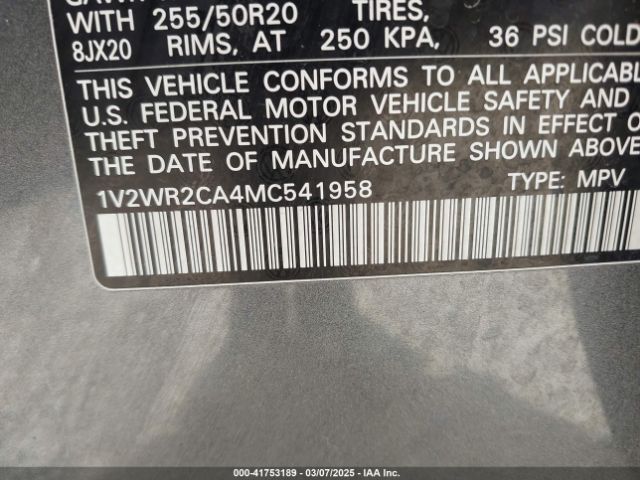 WITH 255/50R20 TIRES,
8JX20 RIMS, AT 250 KPA, 36 PSI COLD
THIS VEHICLE CONFORMS TO ALL APPLICABL
U.S. FEDERAL MOTOR VEHICLE SAFETY AND
THEFT PREVENTION STANDARDS IN EFFECT O
THE DATE OF MANUFACTURE SHOWN ABOVE
1V2WR2CA4MC541958 TYPE: MPV
000-41753189 - 03/07/2025 - IAAI.COM